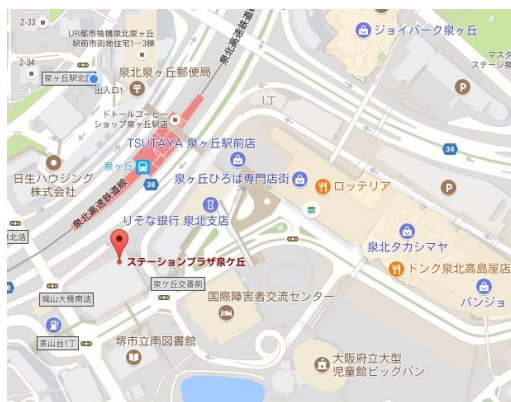 2-33
UR都市機構泉北泉ヶ丘
駅前市街地住宅1ー3棟
2-34
泉ヶ丘駅北口
出入口1
泉北泉ヶ丘郵便局
泉北高速鉄道線
ジョイパーク泉ヶ丘
マスタ
ステージ泉
P
ドトールコーヒー
ショップ泉ヶ丘駅店
1丁
TSUTAYA 泉ヶ丘駅前店
34
泉ヶ丘
38
日生ハウジング
株式会社
泉ヶ丘ひろば専門店街
ロッテリア
P
泉北高速鉄道線
りそな銀行 泉北支店
北詰
泉北タカシマヤ
ステーションプラザ泉ケ丘
ドンク泉北高島屋店
38
城山大橋南詰
泉ケ丘交番前
国際障害者交流センター
パンジョ
茶山台1丁
堺市立南図書館
大阪府立大型
児童館ビッグバン